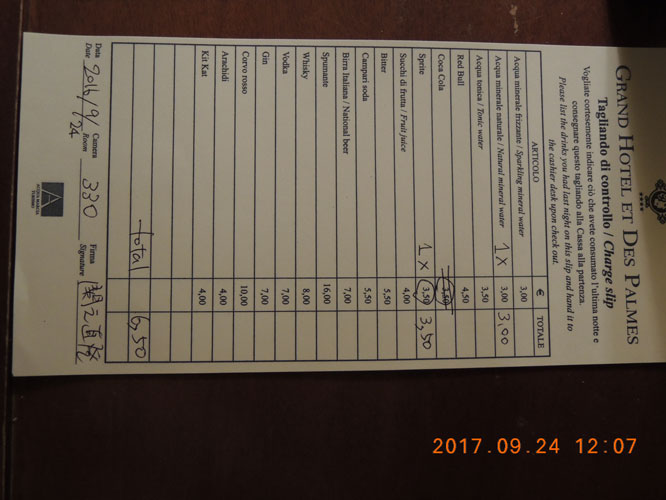 GRAND HOTEL ET DES PALMES
Tagliando di controllo / Charge slip
Vogliate cortesemente indicare ciò che avete consumato l'ultima notte e
consegnare questo tagliando alla Cassa alla partenza.
Please list the drinks you had last night on this slip and hand it to
the cashier desk upon check out.
ARTICOLO € TOTALE
Acqua minerale frizzante / Sparkling mineral water 3,00
Acqua minerale naturale / Natural mineral water 1 x 3,00 3,00
Acqua tonica / Tonic water 3,50
Red Bull 4,50
Coca Cola 3,50
Sprite 1 x 3,50 3,50
Succhi di frutta / Fruit juice 4,00
Bitter 5,50
Campari soda 5,50
Birra Italiana / National beer 7,00
Spumante 16,00
Whisky 8,00
Vodka 7,00
Gin 7,00
Corvo rosso 10,00
Arachidi 4,00
Kit Kat 4,00
total 6,50
Data
Date 2016/9/24 Camera
Room 330 Firma
Signature
2017.09.24 12:07